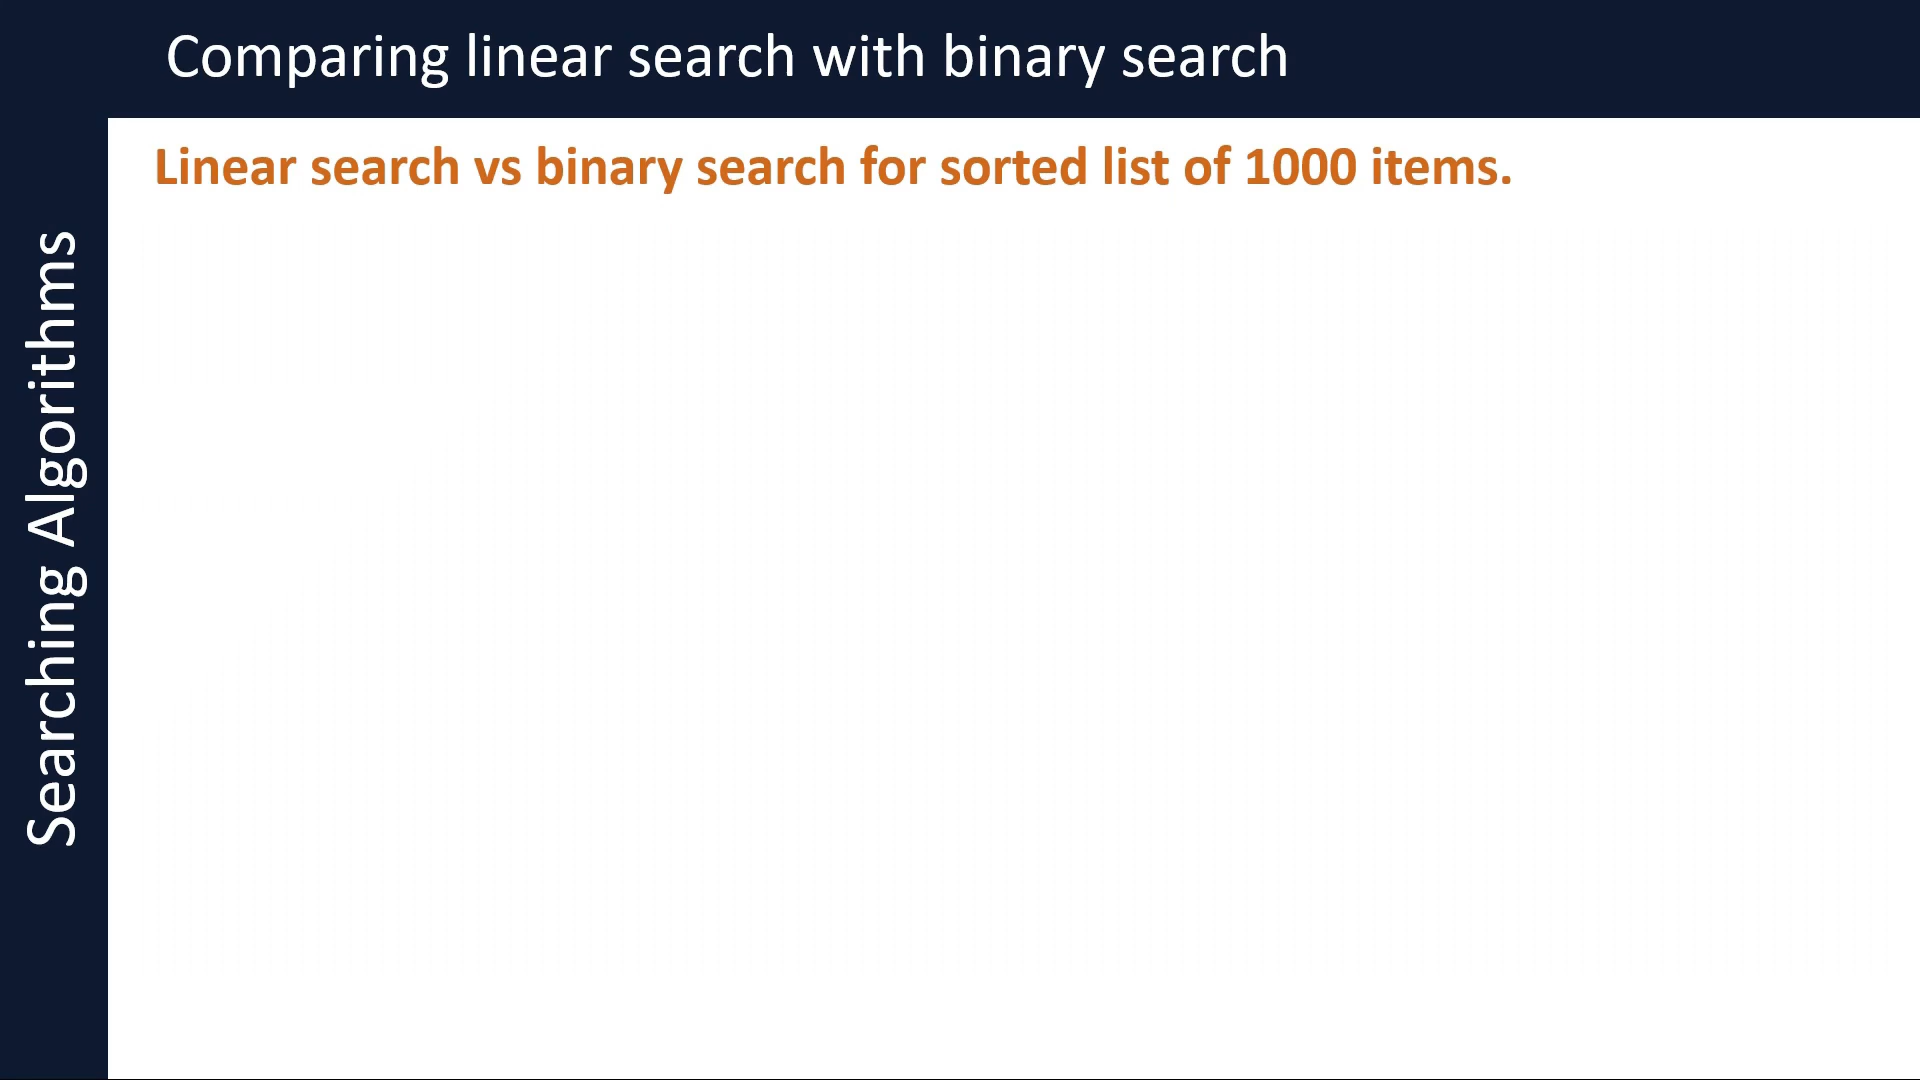 Comparing linear search with binary search
Linear search vs binary search for sorted list of 1000 items.
Searching Algorithms